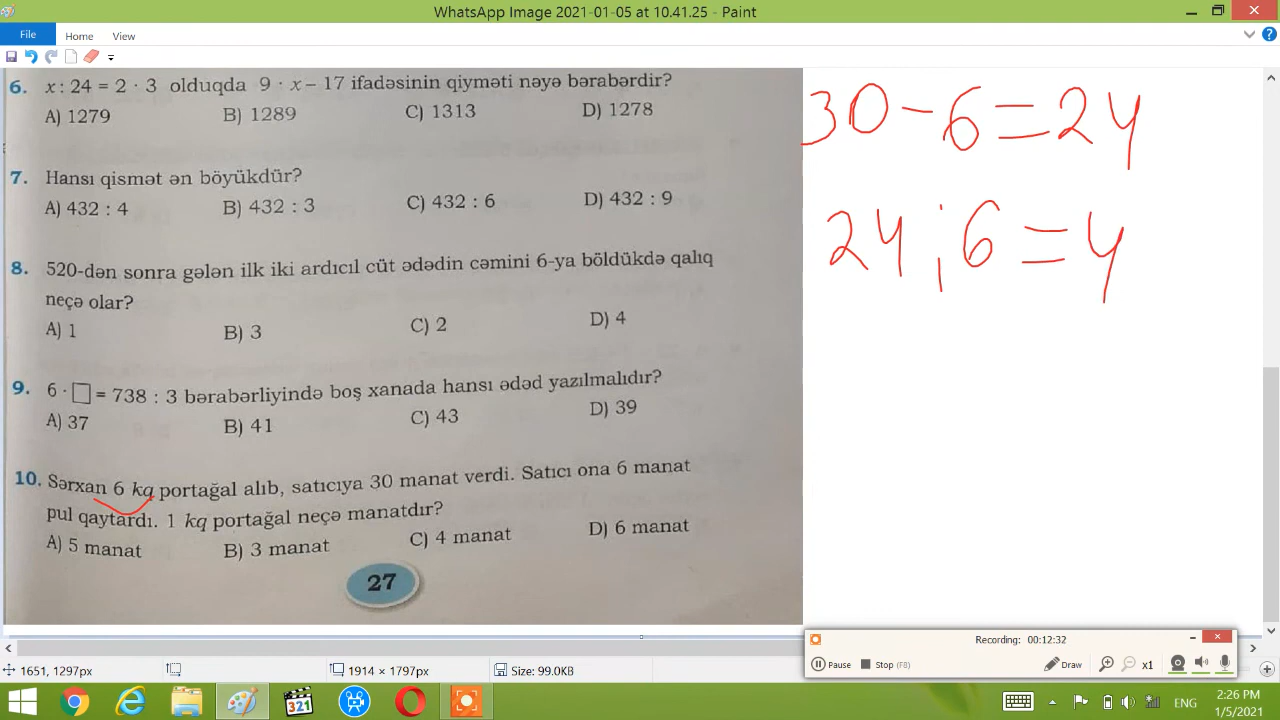 WhatsApp Image 2021-01-05 at 10.41.25 - Paint
File Home View
6. x : 24 = 2 · 3 olduqda 9 · x – 17 ifadəsinin qiyməti nəyə bərabərdir?
A) 1279 B) 1289 C) 1313 D) 1278
7. Hansı qismət ən böyükdür?
A) 432 : 4 B) 432 : 3 C) 432 : 6 D) 432 : 9
8. 520-dən sonra gələn ilk iki ardıcıl cüt ədədin cəmini 6-ya böldükdə qalıq
neçə olar?
A) 1 B) 3 C) 2 D) 4
9. 6 · □ = 738 : 3 bərabərliyində boş xanada hansı ədəd yazılmalıdır?
A) 37 B) 41 C) 43 D) 39
10. Sərxan 6 kq portağal alıb, satıcıya 30 manat verdi. Satıcı ona 6 manat
pul qaytardı. 1 kq portağal neçə manatdır?
A) 5 manat B) 3 manat C) 4 manat D) 6 manat
27
30 – 6 = 24
24 : 6 = 4
Recording: 00:12:32
Pause Stop (F8) Draw x1
1651, 1297px 1914 × 1797px Size: 99.0KB
321
ENG
2:26 PM
1/5/2021